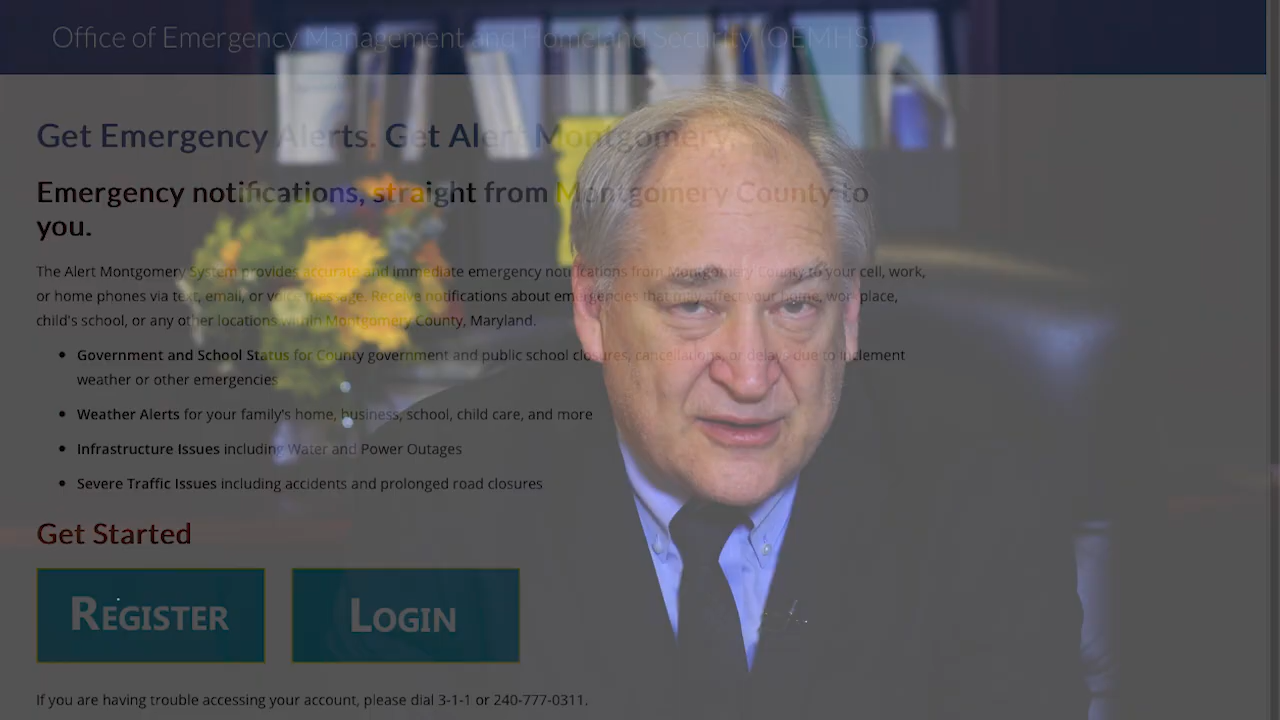 Office of Emergency Management and Homeland Security (OEMHS)
Get Emergency Alerts. Get Alert Montgomery.
Emergency notifications, straight from Montgomery County to
you.
The Alert Montgomery System provides accurate and immediate emergency notifications from Montgomery County to your cell, work,
or home phones via text, email, or voice message. Receive notifications about emergencies that may affect your home, workplace,
child's school, or any other locations within Montgomery County, Maryland.
• Government and School Status for County government and public school closures, cancellations, or delays due to inclement
weather or other emergencies
• Weather Alerts for your family's home, business, school, child care, and more
• Infrastructure Issues including Water and Power Outages
• Severe Traffic Issues including accidents and prolonged road closures
Get Started
REGISTER LOGIN
If you are having trouble accessing your account, please dial 3-1-1 or 240-777-0311.